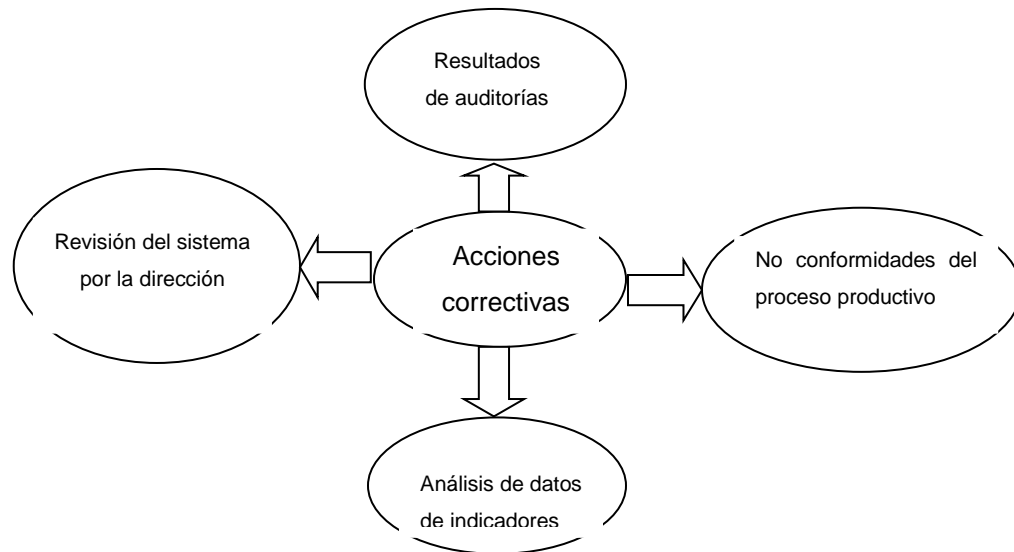 Resultados
de auditorías
Revisión del sistema
por la dirección
Acciones
correctivas
No conformidades del
proceso productivo
Análisis de datos
de indicadores